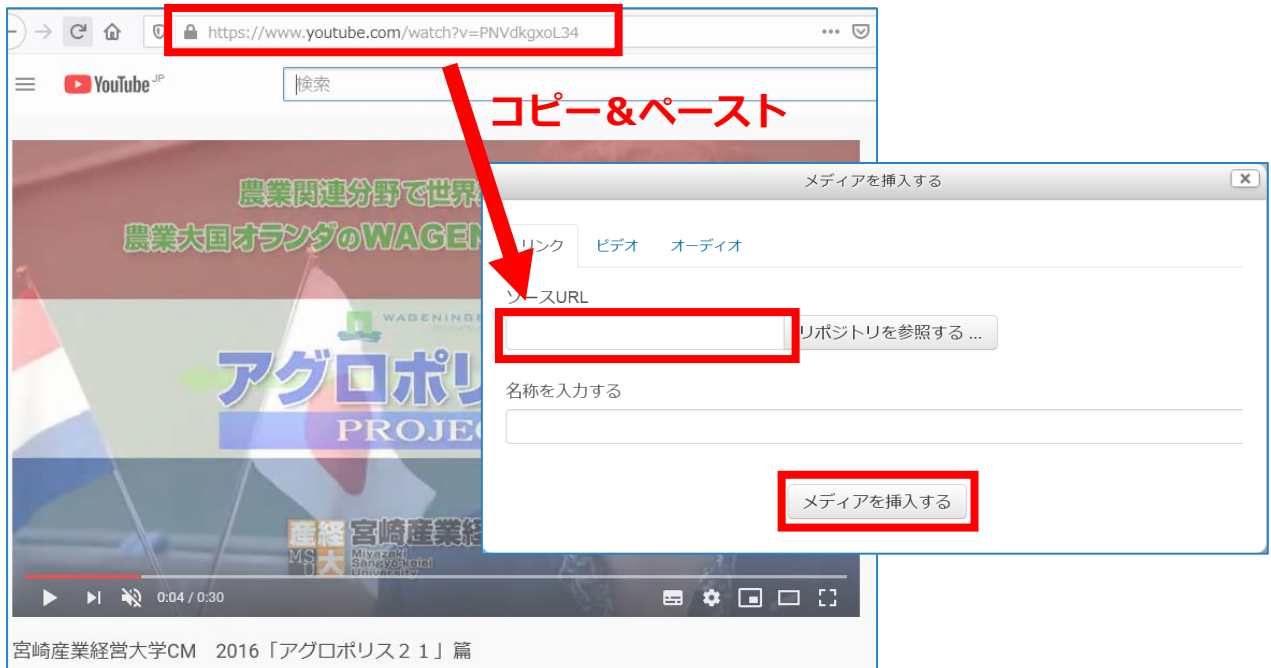 https://www.youtube.com/watch?v=PNVdkgxoL34
YouTube JP
検索
コピー&ペースト
農業関連分野で世界
農業大国オランダのWAGEN
WAGENINGE
アグロポリ
PROJE
産経 宮崎産業経
MS大 Miyazaki
Sangyo-keiei
University
0:04 / 0:30
宮崎産業経営大学CM 2016「アグロポリス21」篇
メディアを挿入する
リンク ビデオ オーディオ
ソースURL
リポジトリを参照する ...
名称を入力する
メディアを挿入する